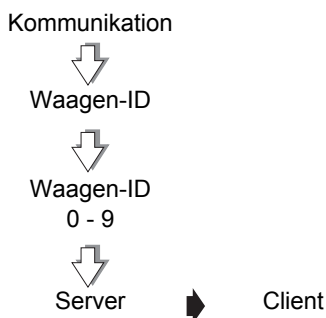 Kommunikation
Waagen-ID
Waagen-ID
0 - 9
Server Client